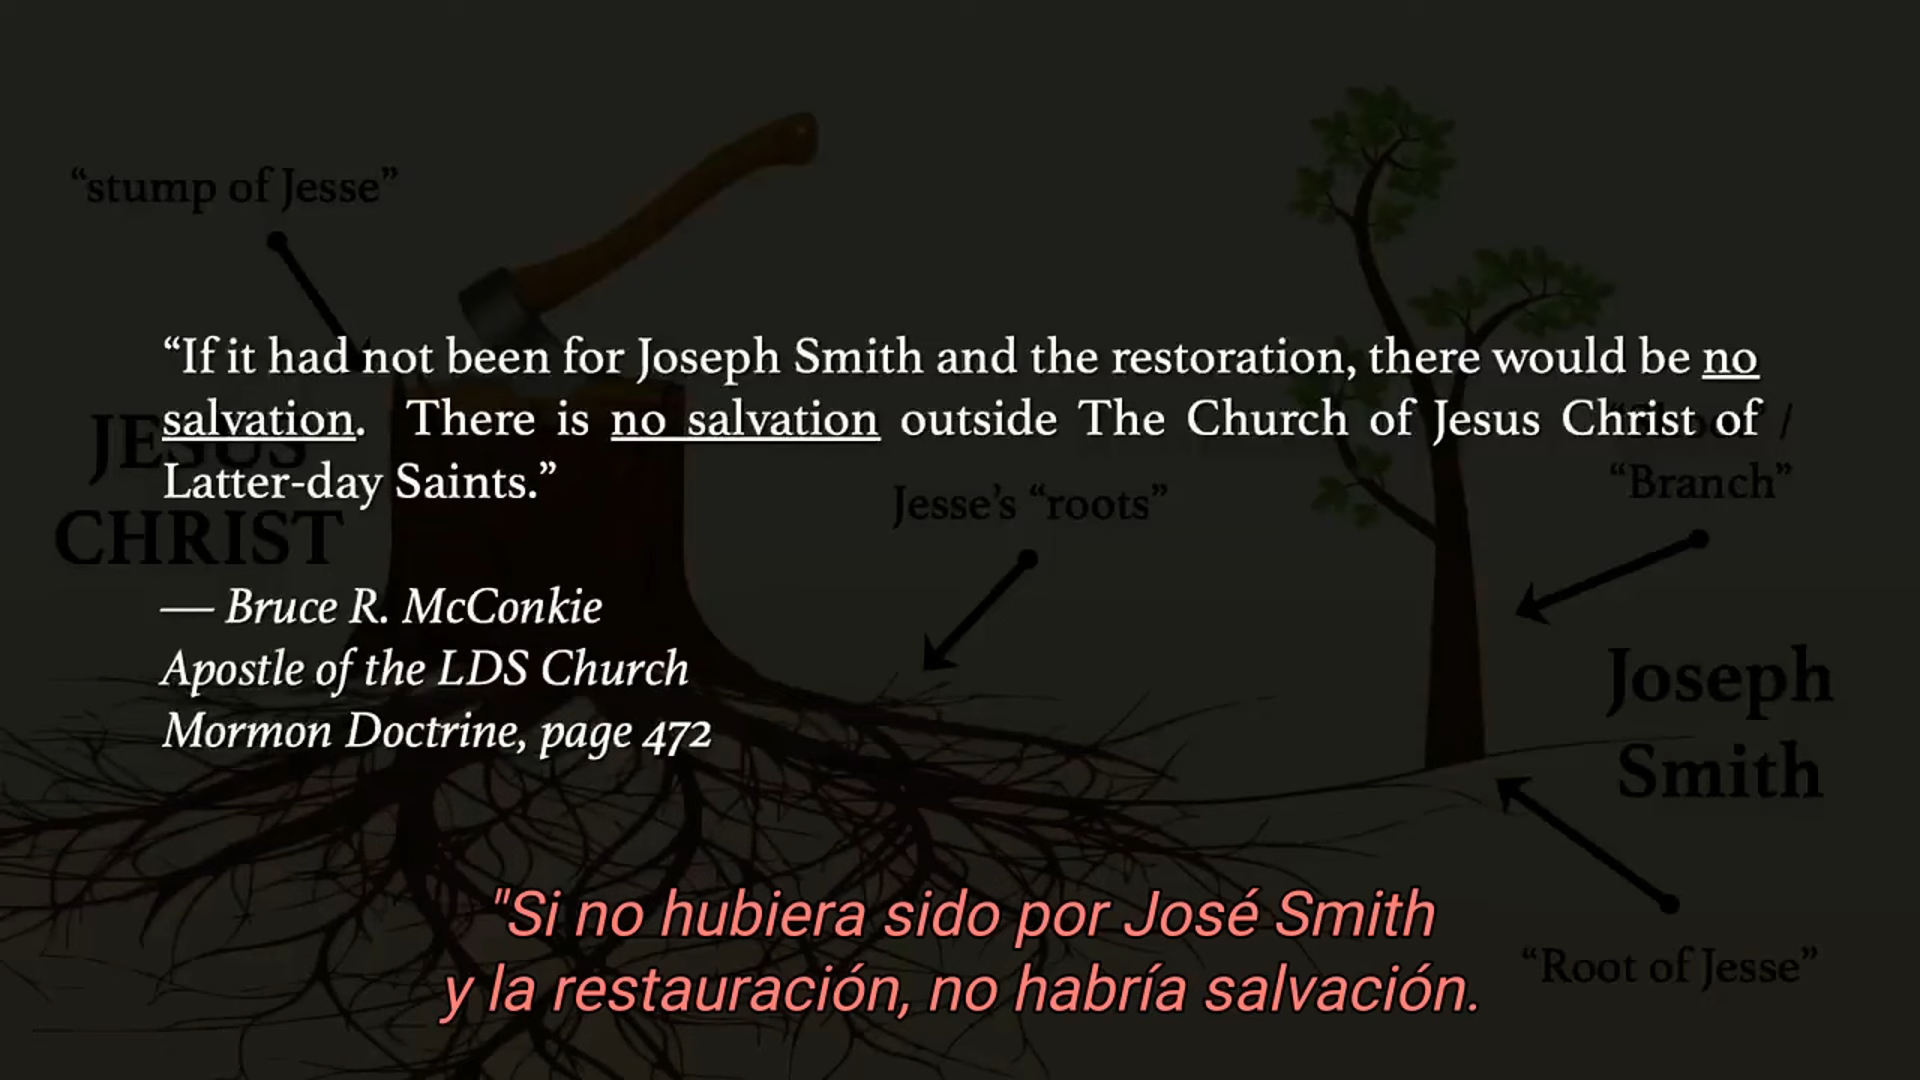 “stump of Jesse”
“If it had not been for Joseph Smith and the restoration, there would be no
salvation. There is no salvation outside The Church of Jesus Christ of
Latter-day Saints.”
JESUS
CHRIST
Jesse’s “roots”
/
“Branch”
— Bruce R. McConkie
Apostle of the LDS Church
Mormon Doctrine, page 472
Joseph
Smith
"Si no hubiera sido por José Smith
y la restauración, no habría salvación.
“Root of Jesse”